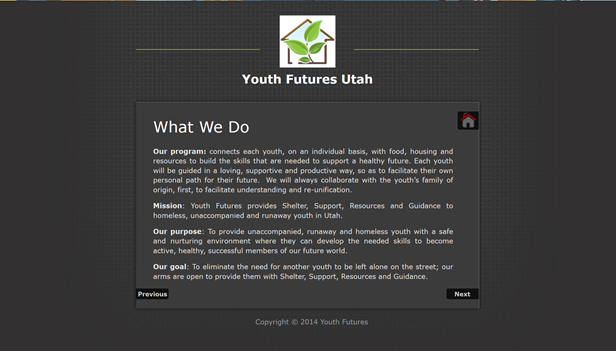 Youth Futures Utah
What We Do
Our program: connects each youth, on an individual basis, with food, housing and
resources to build the skills that are needed to support a healthy future. Each youth
will be guided in a loving, supportive and productive way, so as to facilitate their own
personal path for their future. We will always collaborate with the youth's family of
origin, first, to facilitate understanding and re-unification.
Mission: Youth Futures provides Shelter, Support, Resources and Guidance to
homeless, unaccompanied and runaway youth in Utah.
Our purpose: To provide unaccompanied, runaway and homeless youth with a safe
and nurturing environment where they can develop the needed skills to become
active, healthy, successful members of our future world.
Our goal: To eliminate the need for another youth to be left alone on the street; our
arms are open to provide them with Shelter, Support, Resources and Guidance.
Previous
Next
Copyright © 2014 Youth Futures